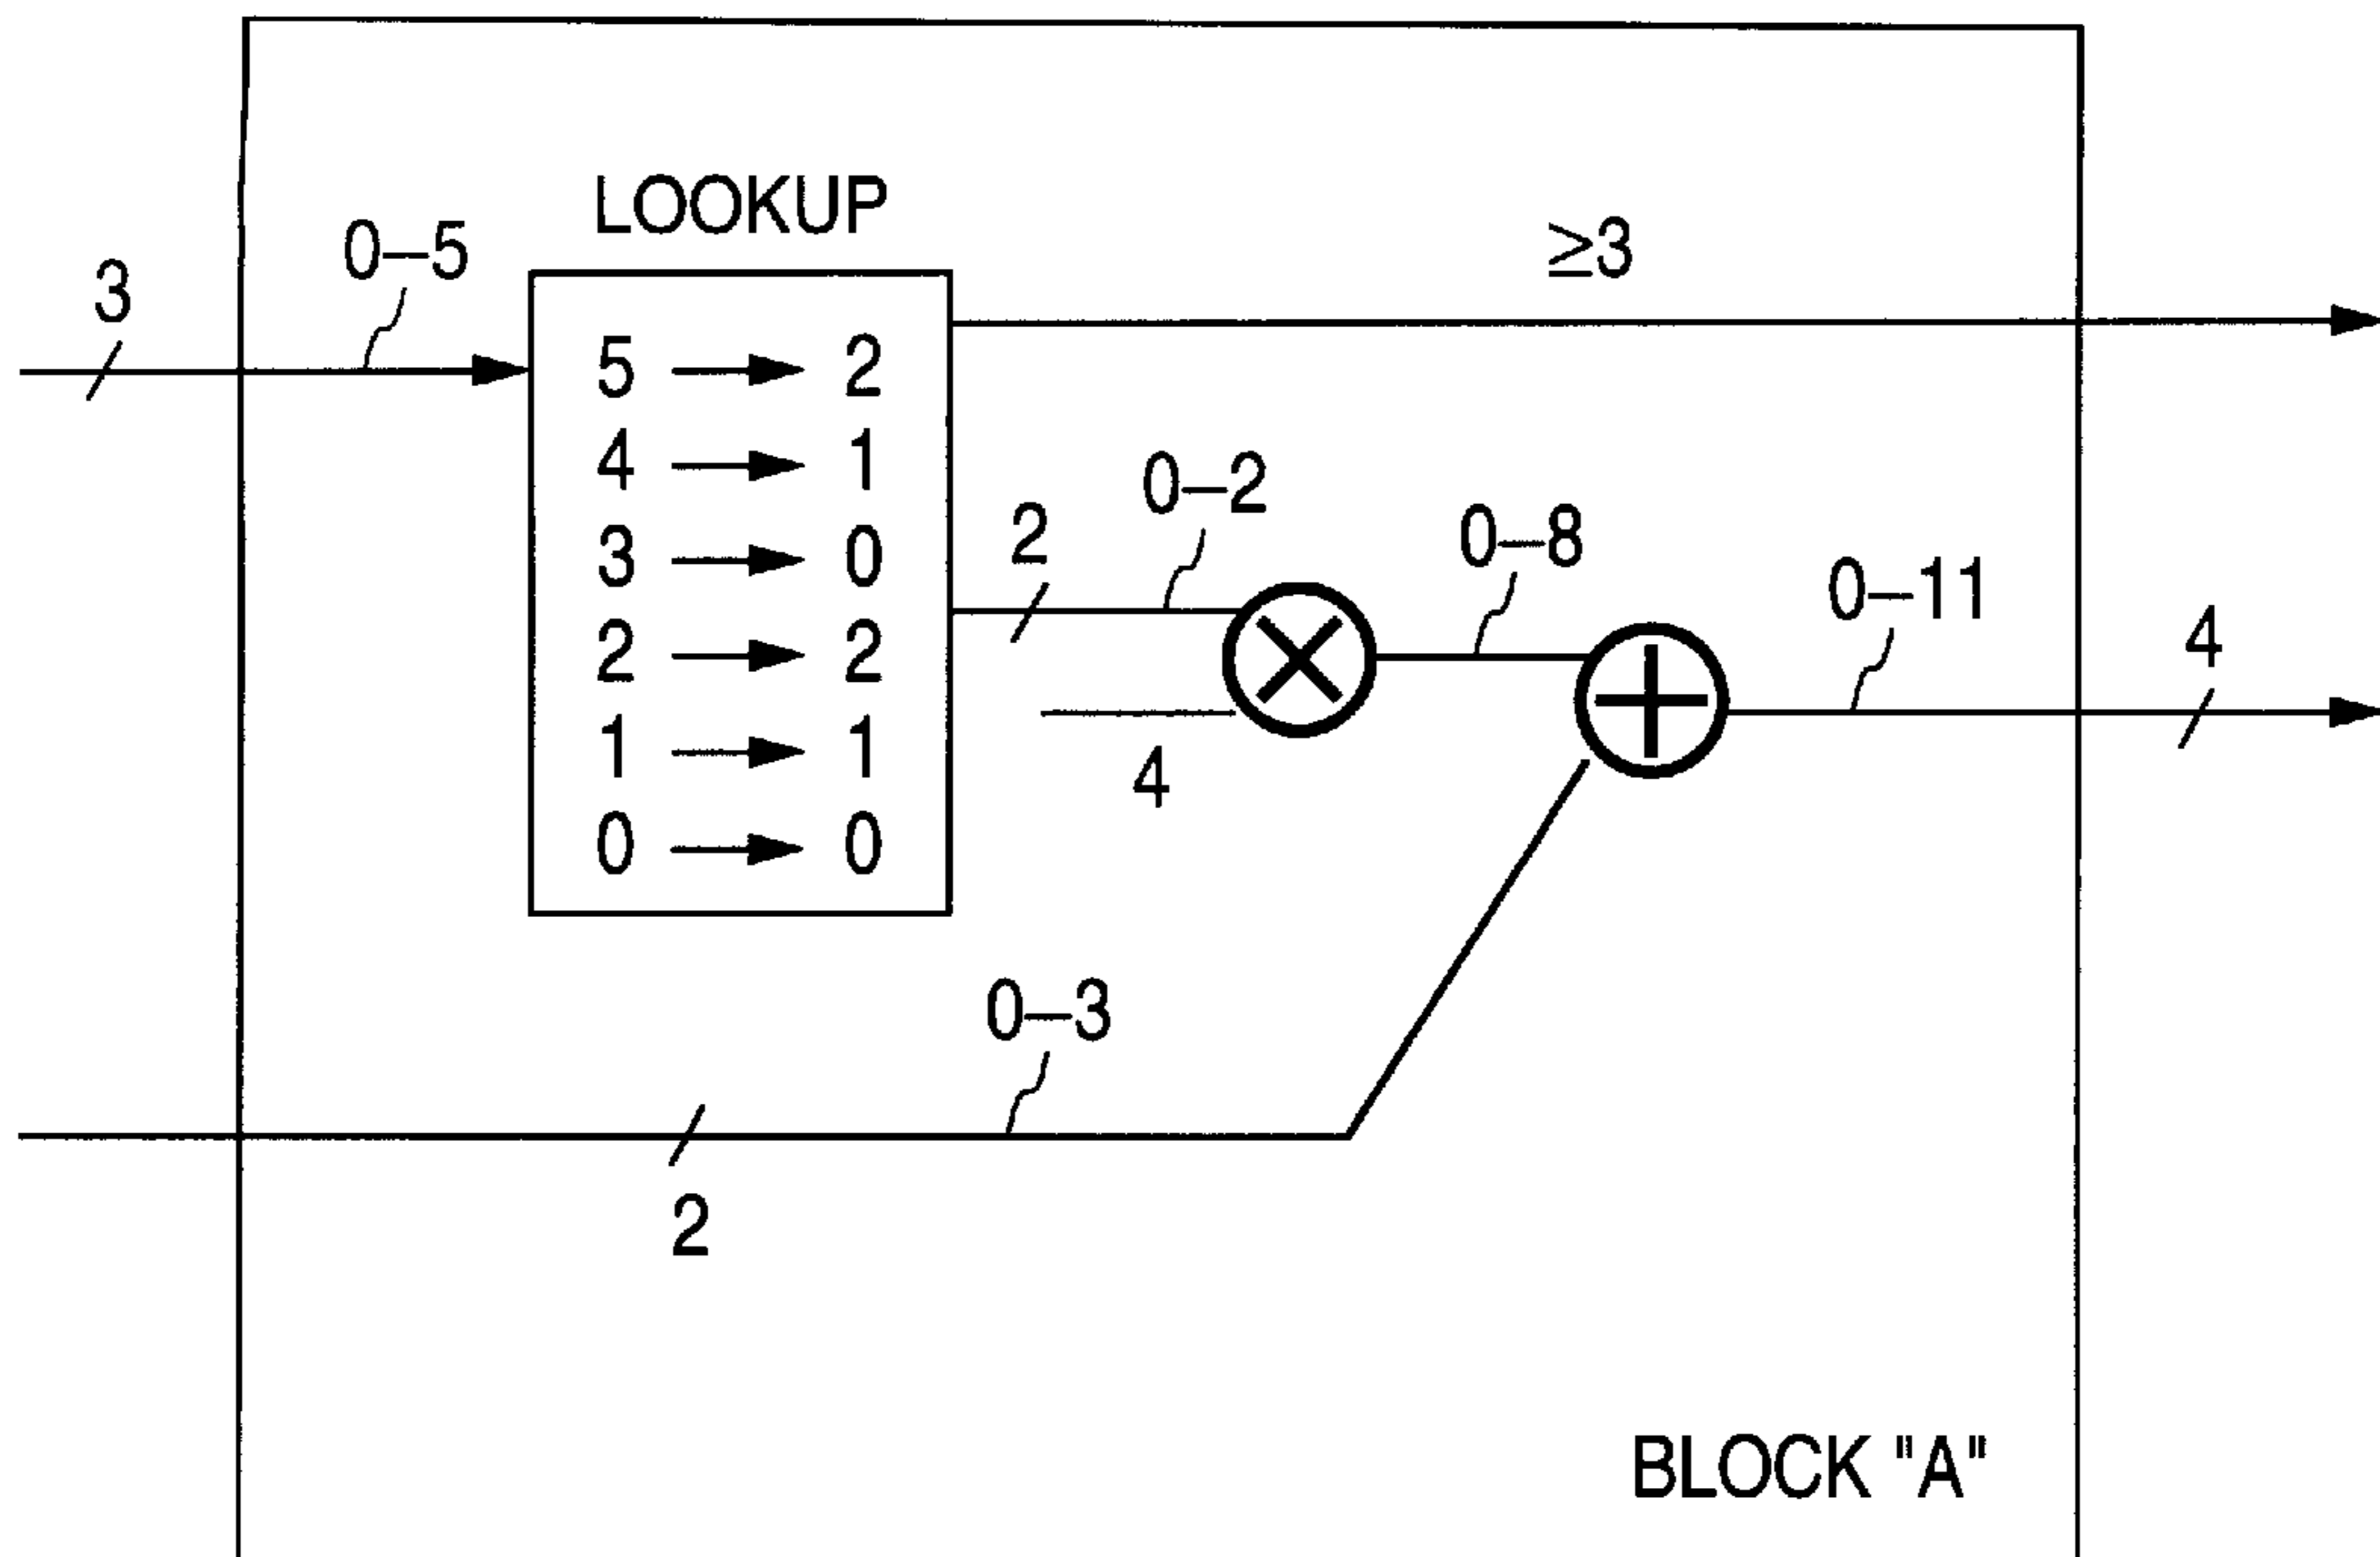 LOOKUP
0–5
≥3
3
5 → 2
4 → 1
0–2
2
0–8
3 → 0
0–11
2 → 2
4
1 → 1
4
0 → 0
0–3
2
BLOCK "A"